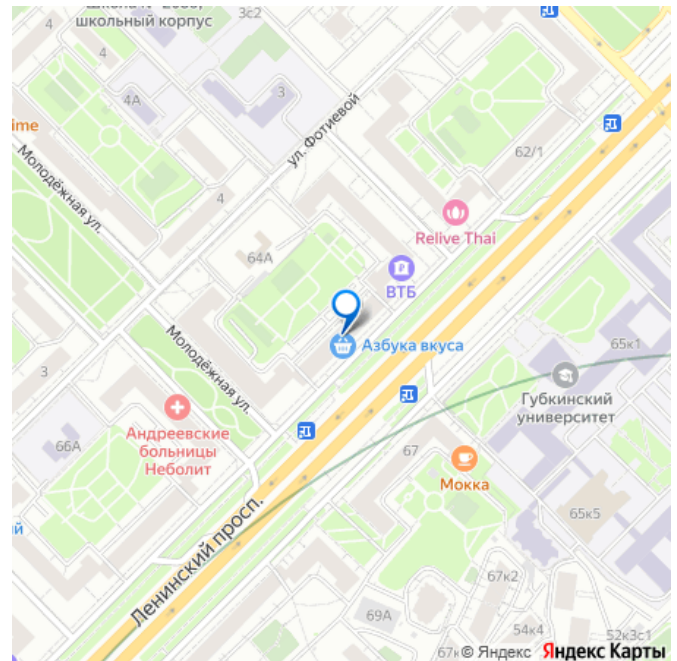 школьный корпус
3с2
4
4
4А
3
ime
ул. Фотиевой
62/1
Молодёжная ул.
4
Relive Thai
64А
ВТБ
Азбука вкуса
65к1
Молодёжная ул.
3
Губкинский
университет
Андреевские
больницы
Неболит
66А
67
Мокка
65к5
й
Ленинский просп.
67к2
69А
54к4
52к3с1
67к
© Яндекс Яндекс Карты